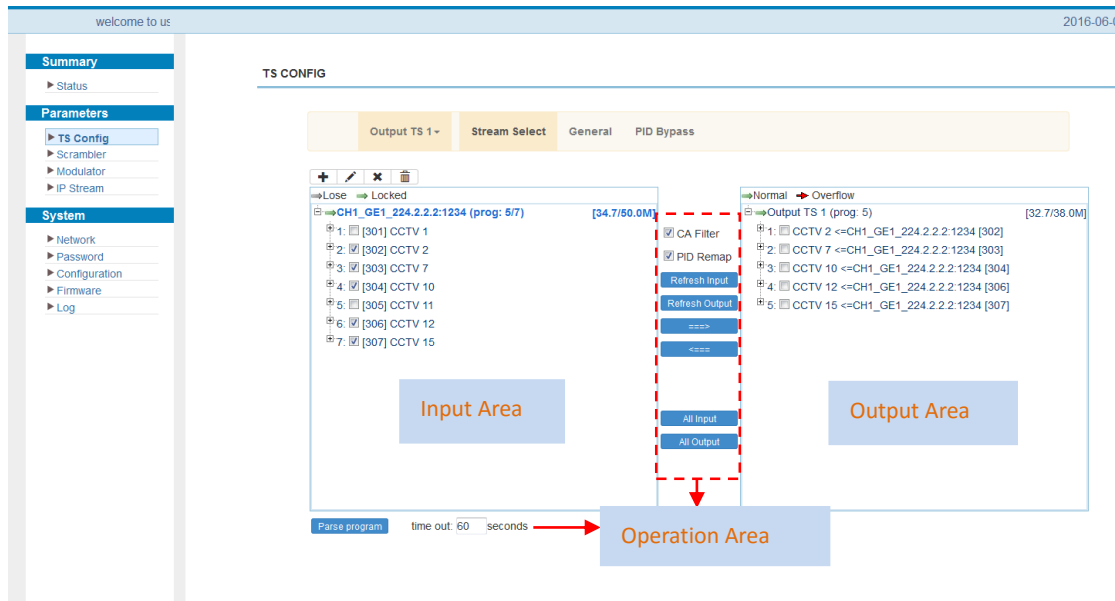 welcome to us
2016-06-0
Summary
Status
Parameters
TS Config
Scrambler
Modulator
IP Stream
System
Network
Password
Configuration
Firmware
Log
TS CONFIG
Output TS 1 Stream Select General PID Bypass
Lose Locked
CH1_GE1_224.2.2.2:1234 (prog: 5/7) [34.7/50.0M]
1: [301] CCTV 1
2: [302] CCTV 2
3: [303] CCTV 7
4: [304] CCTV 10
5: [305] CCTV 11
6: [306] CCTV 12
7: [307] CCTV 15
Input Area
CA Filter
PID Remap
Refresh Input
Refresh Output
===>
<===
All Input
All Output
Normal Overflow
Output TS 1 (prog: 5) [32.7/38.0M]
1: CCTV 2 <=CH1_GE1_224.2.2.2:1234 [302]
2: CCTV 7 <=CH1_GE1_224.2.2.2:1234 [303]
3: CCTV 10 <=CH1_GE1_224.2.2.2:1234 [304]
4: CCTV 12 <=CH1_GE1_224.2.2.2:1234 [306]
5: CCTV 15 <=CH1_GE1_224.2.2.2:1234 [307]
Output Area
Parse program time out: 60 seconds
Operation Area